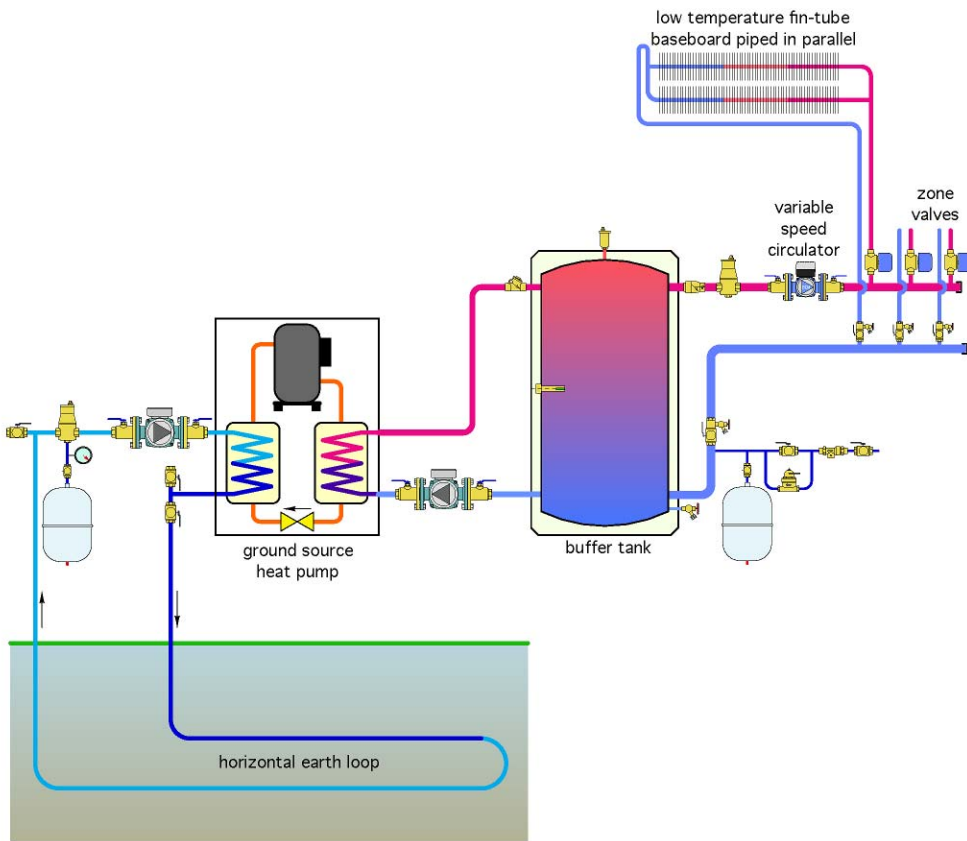 low temperature fin-tube
baseboard piped in parallel
variable
speed
circulator
zone
valves
ground source
heat pump
buffer tank
horizontal earth loop